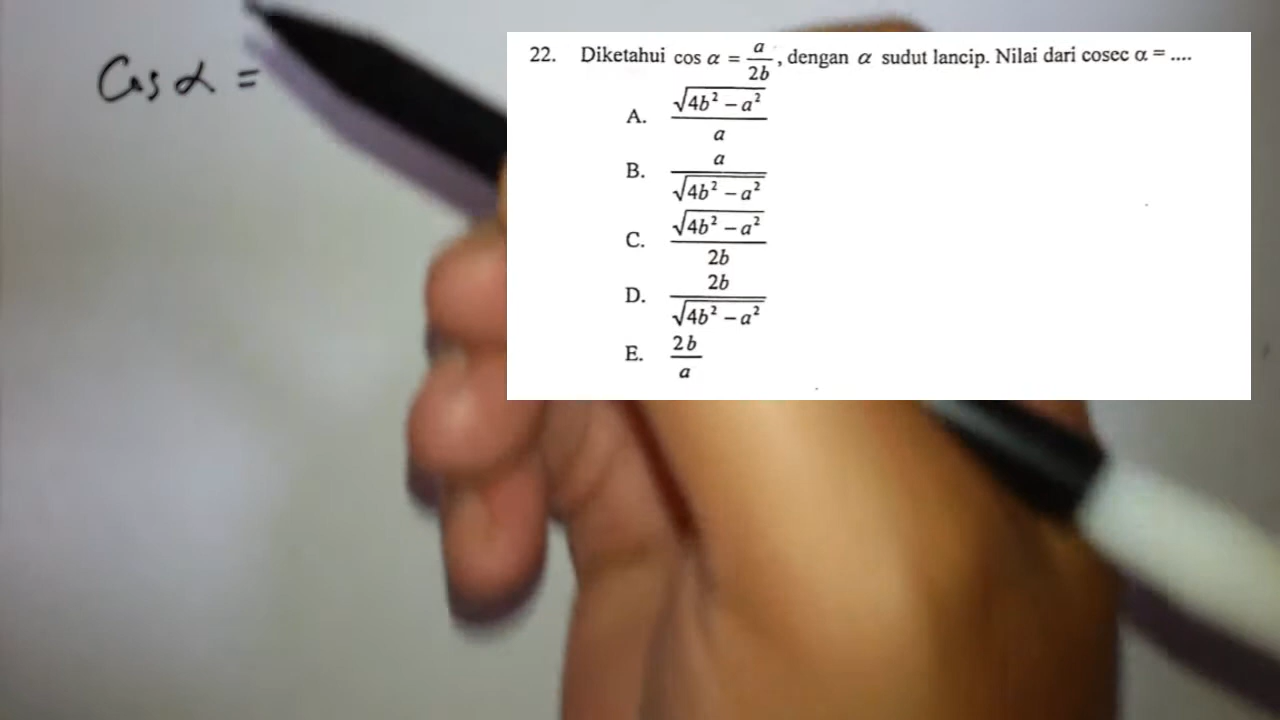 Cos α =
22. Diketahui cos α = a/2b, dengan α sudut lancip. Nilai dari cosec α = ....
A. √(4b² – a²)/a
B. a/√(4b² – a²)
C. √(4b² – a²)/2b
D. 2b/√(4b² – a²)
E. 2b/a